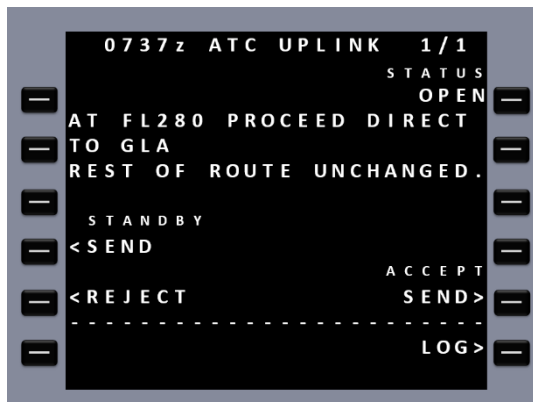 0737z ATC UPLINK 1/1
STATUS
OPEN
AT FL280 PROCEED DIRECT
TO GLA
REST OF ROUTE UNCHANGED.
STANDBY
<SEND
ACCEPT
<REJECT SEND>
------------------------
LOG>